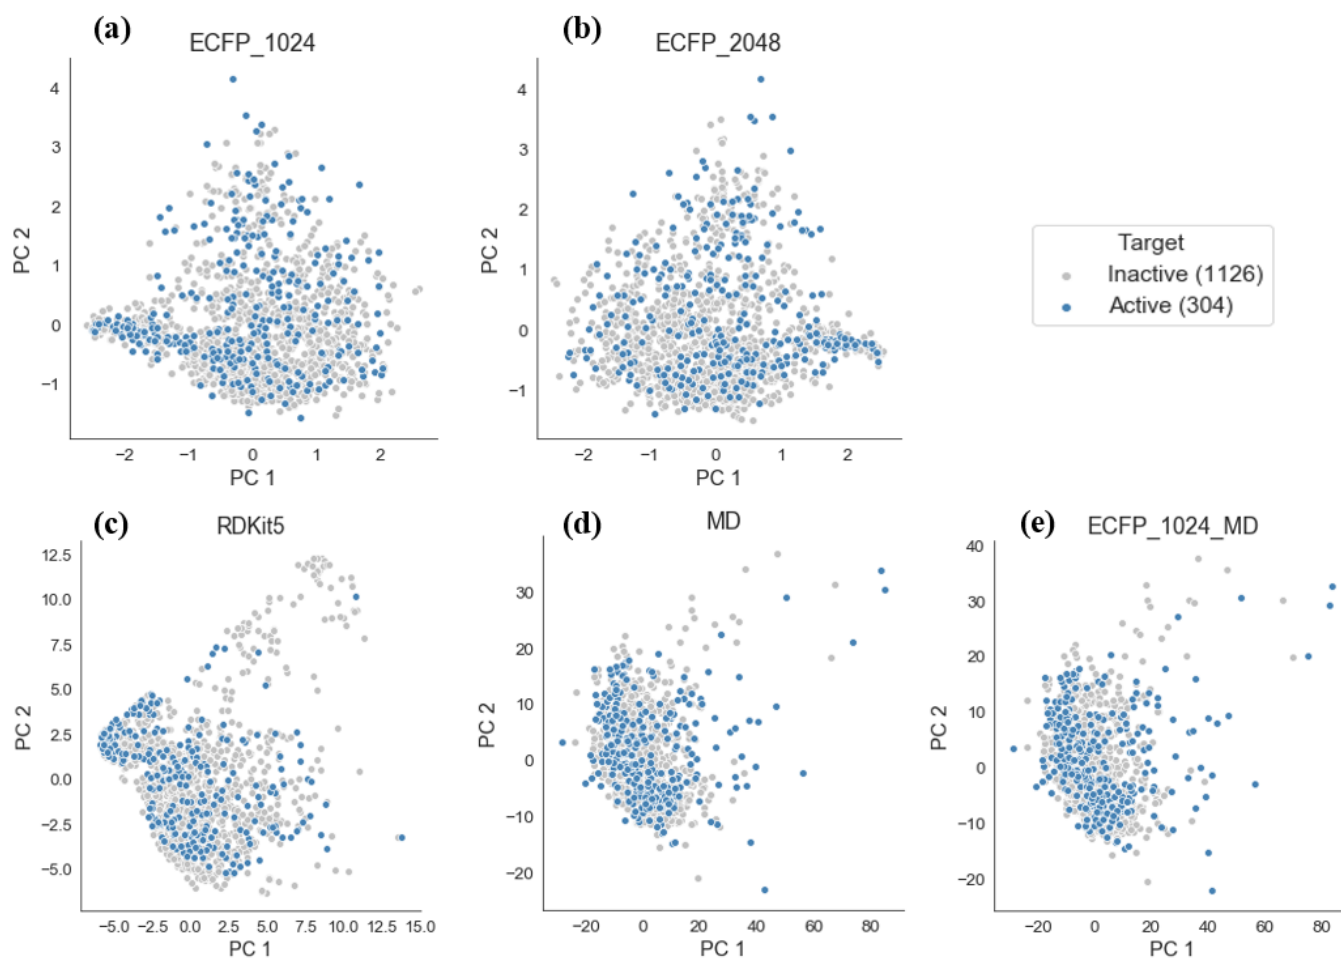 (a)
ECFP_1024
4
3
2
1
0
−1
PC 2
−2 −1 0 1 2
PC 1
(b)
ECFP_2048
4
3
2
1
0
−1
PC 2
−2 −1 0 1 2
PC 1
Target
Inactive (1126)
Active (304)
(c)
RDKit5
12.5
10.0
7.5
5.0
2.5
0.0
−2.5
−5.0
PC 2
−5.0 −2.5 0.0 2.5 5.0 7.5 10.0 12.5 15.0
PC 1
(d)
MD
30
20
10
0
−10
−20
PC 2
−20 0 20 40 60 80
PC 1
(e)
ECFP_1024_MD
40
30
20
10
0
−10
−20
PC 2
−20 0 20 40 60 80
PC 1